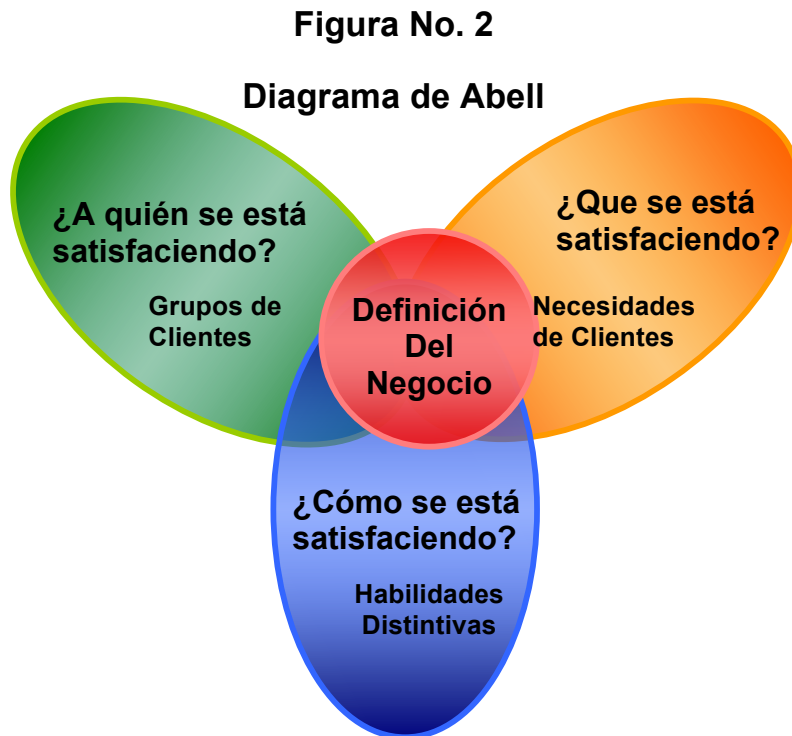 Figura No. 2
Diagrama de Abell
¿A quién se está
satisfaciendo?
Grupos de
Clientes
¿Que se está
satisfaciendo?
Necesidades
de Clientes
Definición
Del
Negocio
¿Cómo se está
satisfaciendo?
Habilidades
Distintivas